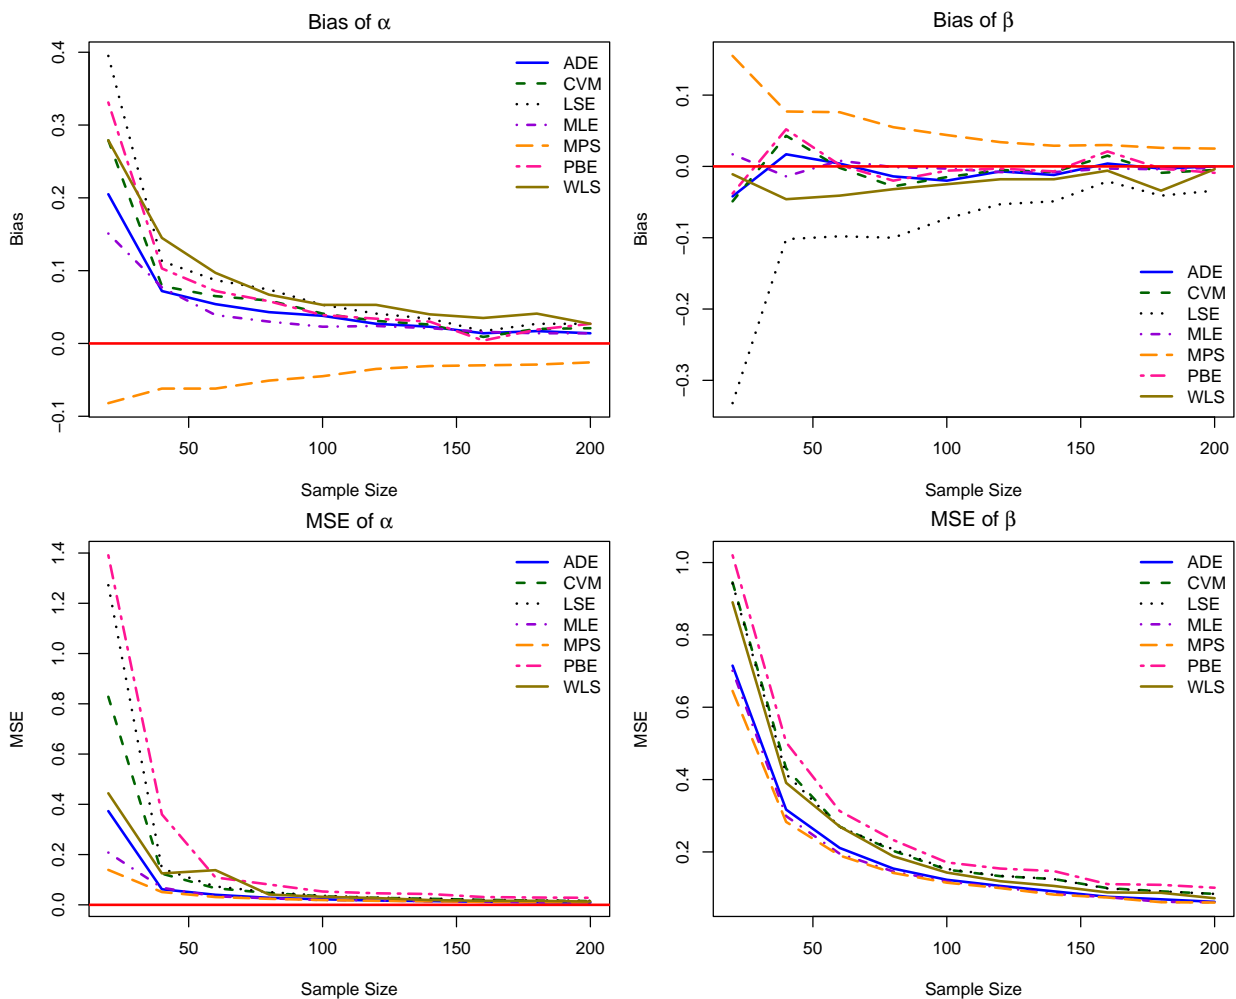 Bias of α
Bias
0.4
0.3
0.2
0.1
0.0
−0.1
50
100
150
200
Sample Size
ADE
CVM
LSE
MLE
MPS
PBE
WLS
Bias of β
Bias
0.1
0.0
−0.1
−0.2
−0.3
50
100
150
200
Sample Size
ADE
CVM
LSE
MLE
MPS
PBE
WLS
MSE of α
MSE
1.4
1.2
1.0
0.8
0.6
0.4
0.2
0.0
50
100
150
200
Sample Size
ADE
CVM
LSE
MLE
MPS
PBE
WLS
MSE of β
MSE
1.0
0.8
0.6
0.4
0.2
50
100
150
200
Sample Size
ADE
CVM
LSE
MLE
MPS
PBE
WLS